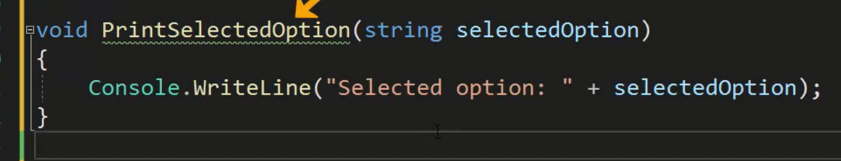 void PrintSelectedOption(string selectedOption)
{
    Console.WriteLine("Selected option: " + selectedOption);
}